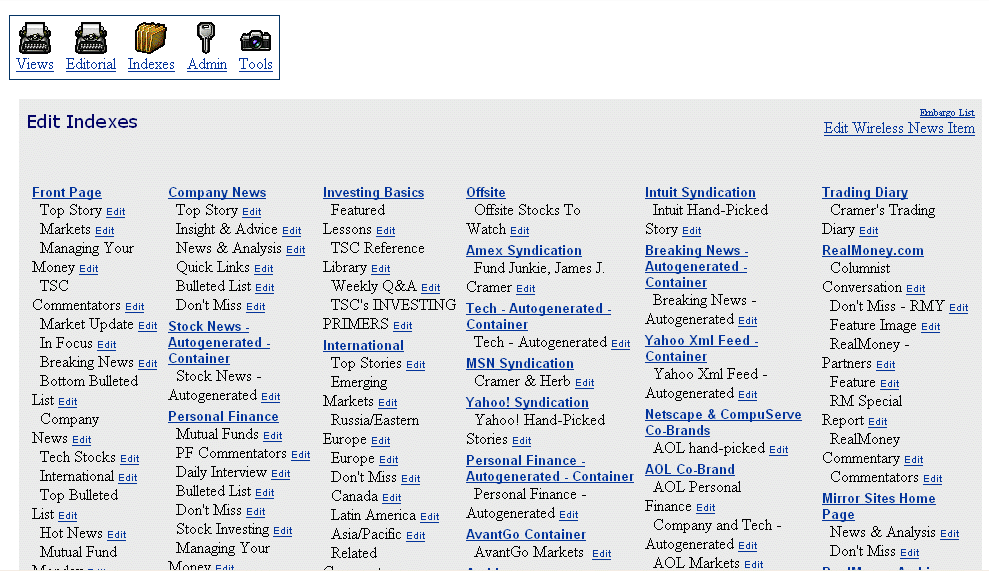 Views Editorial Indexes Admin Tools
Edit Indexes
Embargo List
Edit Wireless News Item
Front Page
Top Story Edit
Markets Edit
Managing Your
Money Edit
TSC
Commentators Edit
Market Update Edit
In Focus Edit
Breaking News Edit
Bottom Bulleted
List Edit
Company
News Edit
Tech Stocks Edit
International Edit
Top Bulleted
List Edit
Hot News Edit
Mutual Fund
Company News
Top Story Edit
Insight & Advice Edit
News & Analysis Edit
Quick Links Edit
Bulleted List Edit
Don't Miss Edit
Stock News -
Autogenerated -
Container
Stock News -
Autogenerated Edit
Personal Finance
Mutual Funds Edit
PF Commentators Edit
Daily Interview Edit
Bulleted List Edit
Don't Miss Edit
Stock Investing Edit
Managing Your
Money Edit
Investing Basics
Featured
Lessons Edit
TSC Reference
Library Edit
Weekly Q&A Edit
TSC's INVESTING
PRIMERS Edit
International
Top Stories Edit
Emerging
Markets Edit
Russia/Eastern
Europe Edit
Europe Edit
Don't Miss Edit
Canada Edit
Latin America Edit
Asia/Pacific Edit
Related
Offsite
Offsite Stocks To
Watch Edit
Amex Syndication
Fund Junkie, James J.
Cramer Edit
Tech - Autogenerated -
Container
Tech - Autogenerated Edit
MSN Syndication
Cramer & Herb Edit
Yahoo! Syndication
Yahoo! Hand-Picked
Stories Edit
Personal Finance -
Autogenerated - Container
Personal Finance -
Autogenerated Edit
AvantGo Container
AvantGo Markets Edit
Intuit Syndication
Intuit Hand-Picked
Story Edit
Breaking News -
Autogenerated -
Container
Breaking News -
Autogenerated Edit
Yahoo Xml Feed -
Container
Yahoo Xml Feed -
Autogenerated Edit
Netscape & CompuServe
Co-Brands
AOL hand-picked Edit
AOL Co-Brand
AOL Personal
Finance Edit
Company and Tech -
Autogenerated Edit
AOL Markets Edit
Trading Diary
Cramer's Trading
Diary Edit
RealMoney.com
Columnist
Conversation Edit
Don't Miss - RMY Edit
Feature Image Edit
RealMoney -
Partners Edit
Feature Edit
RM Special
Report Edit
RealMoney
Commentary Edit
Commentators Edit
Mirror Sites Home
Page
News & Analysis Edit
Don't Miss Edit